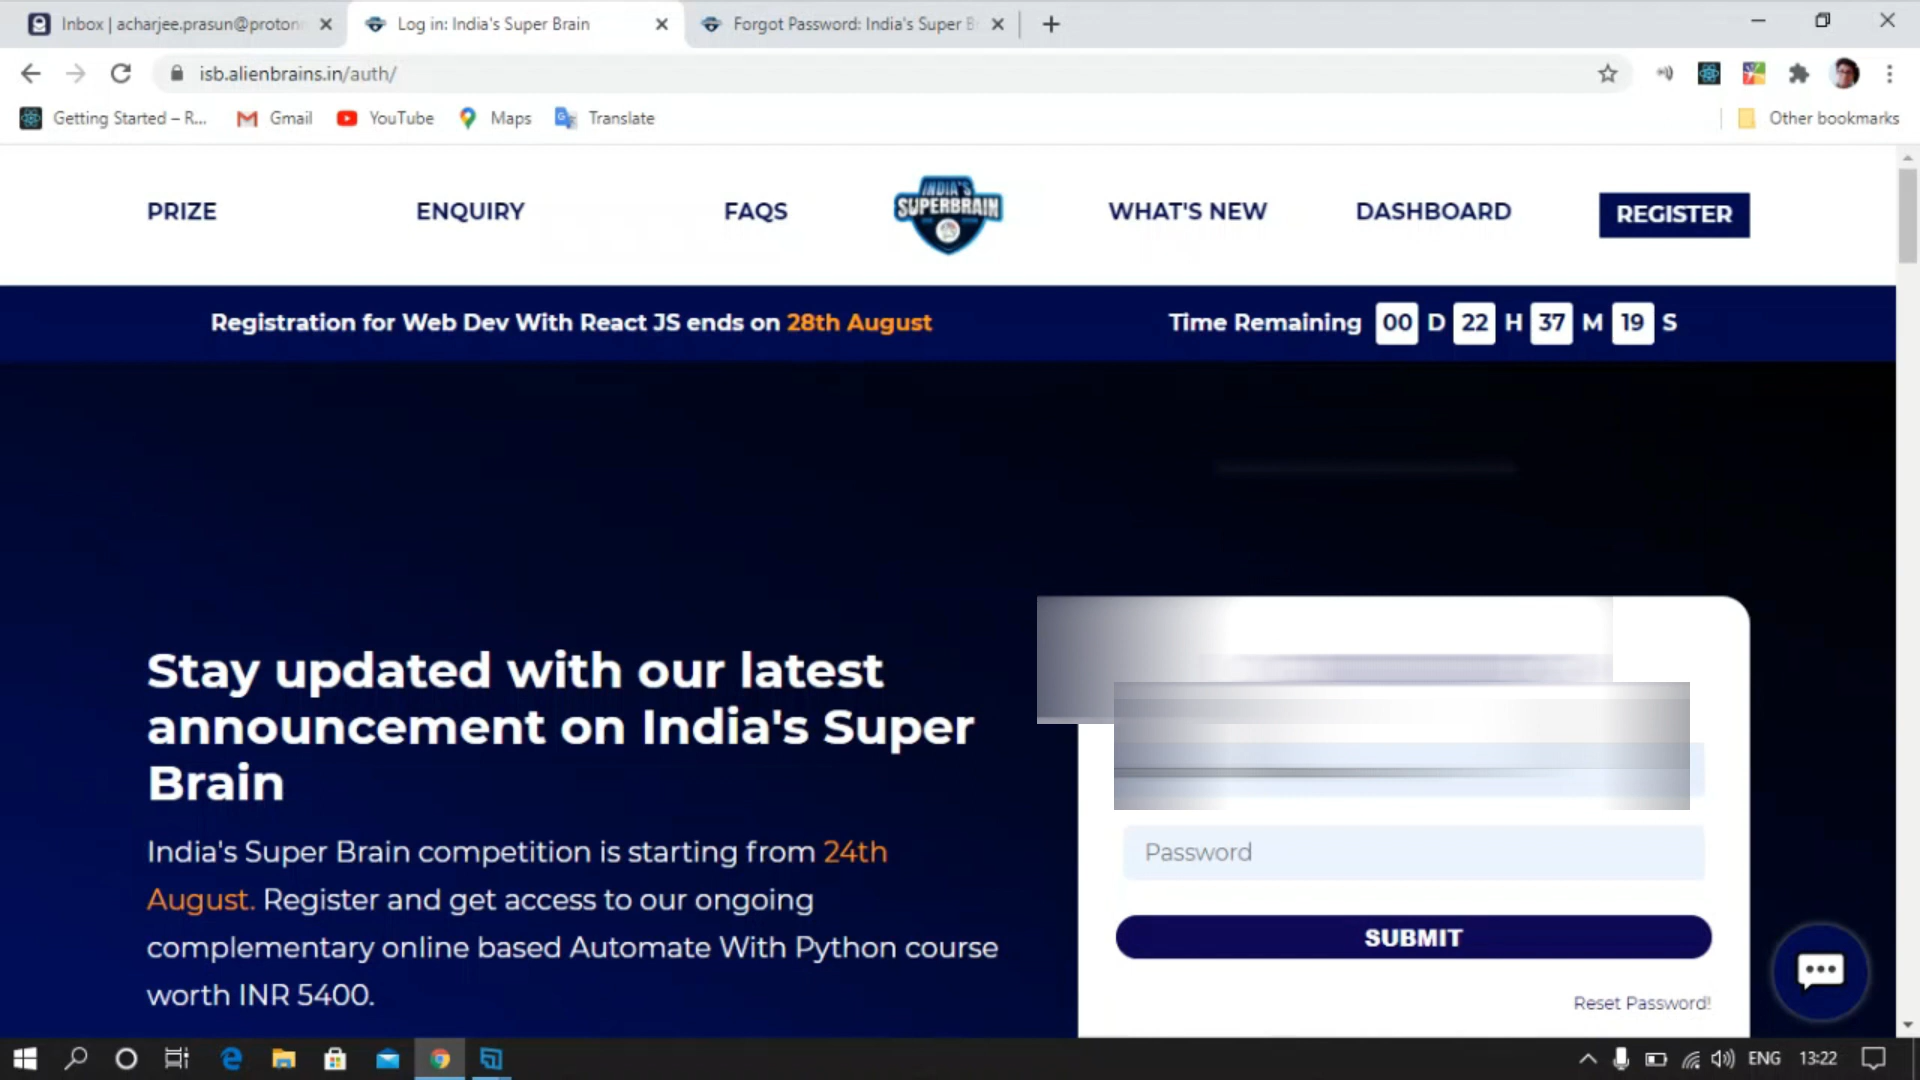 Inbox | acharjee.prasun@proton
Log in: India's Super Brain
Forgot Password: India's Super B
isb.alienbrains.in/auth/
Getting Started – R...
Gmail
YouTube
Maps
Translate
Other bookmarks
PRIZE
ENQUIRY
FAQS
INDIA'S
SUPERBRAIN
WHAT'S NEW
DASHBOARD
REGISTER
Registration for Web Dev With React JS ends on 28th August
Time Remaining 00 D 22 H 37 M 19 S
Stay updated with our latest
announcement on India's Super
Brain
India's Super Brain competition is starting from 24th
August. Register and get access to our ongoing
complementary online based Automate With Python course
worth INR 5400.
Password
SUBMIT
Reset Password!
ENG
13:22